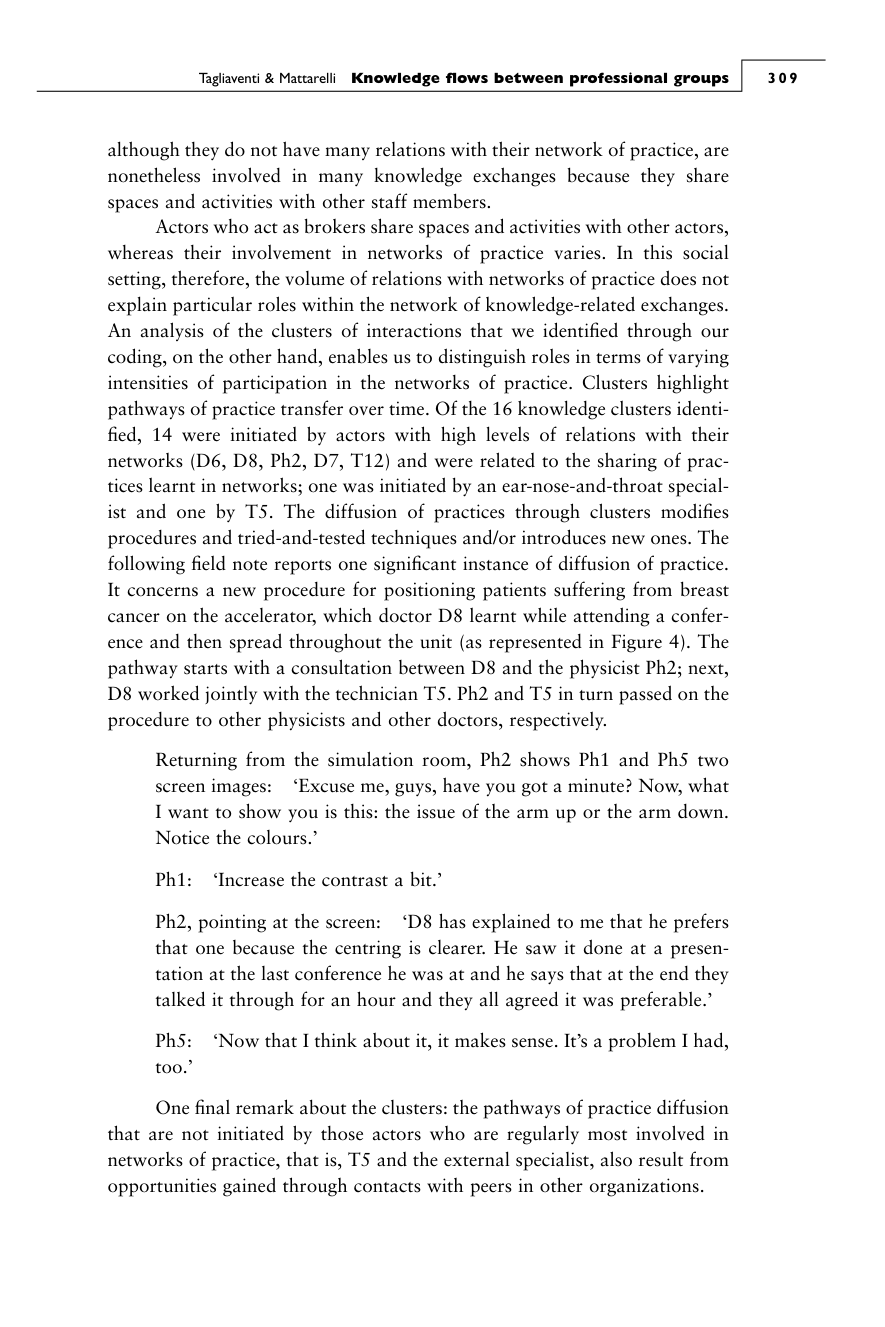 Tagliaventi & Mattarelli Knowledge flows between professional groups 309
although they do not have many relations with their network of practice, are
nonetheless involved in many knowledge exchanges because they share
spaces and activities with other staff members.
Actors who act as brokers share spaces and activities with other actors,
whereas their involvement in networks of practice varies. In this social
setting, therefore, the volume of relations with networks of practice does not
explain particular roles within the network of knowledge-related exchanges.
An analysis of the clusters of interactions that we identified through our
coding, on the other hand, enables us to distinguish roles in terms of varying
intensities of participation in the networks of practice. Clusters highlight
pathways of practice transfer over time. Of the 16 knowledge clusters identi-
fied, 14 were initiated by actors with high levels of relations with their
networks (D6, D8, Ph2, D7, T12) and were related to the sharing of prac-
tices learnt in networks; one was initiated by an ear-nose-and-throat special-
ist and one by T5. The diffusion of practices through clusters modifies
procedures and tried-and-tested techniques and/or introduces new ones. The
following field note reports one significant instance of diffusion of practice.
It concerns a new procedure for positioning patients suffering from breast
cancer on the accelerator, which doctor D8 learnt while attending a confer-
ence and then spread throughout the unit (as represented in Figure 4). The
pathway starts with a consultation between D8 and the physicist Ph2; next,
D8 worked jointly with the technician T5. Ph2 and T5 in turn passed on the
procedure to other physicists and other doctors, respectively.
Returning from the simulation room, Ph2 shows Ph1 and Ph5 two
screen images: ‘Excuse me, guys, have you got a minute? Now, what
I want to show you is this: the issue of the arm up or the arm down.
Notice the colours.’
Ph1: ‘Increase the contrast a bit.’
Ph2, pointing at the screen: ‘D8 has explained to me that he prefers
that one because the centring is clearer. He saw it done at a presen-
tation at the last conference he was at and he says that at the end they
talked it through for an hour and they all agreed it was preferable.’
Ph5: ‘Now that I think about it, it makes sense. It’s a problem I had,
too.’
One final remark about the clusters: the pathways of practice diffusion
that are not initiated by those actors who are regularly most involved in
networks of practice, that is, T5 and the external specialist, also result from
opportunities gained through contacts with peers in other organizations.